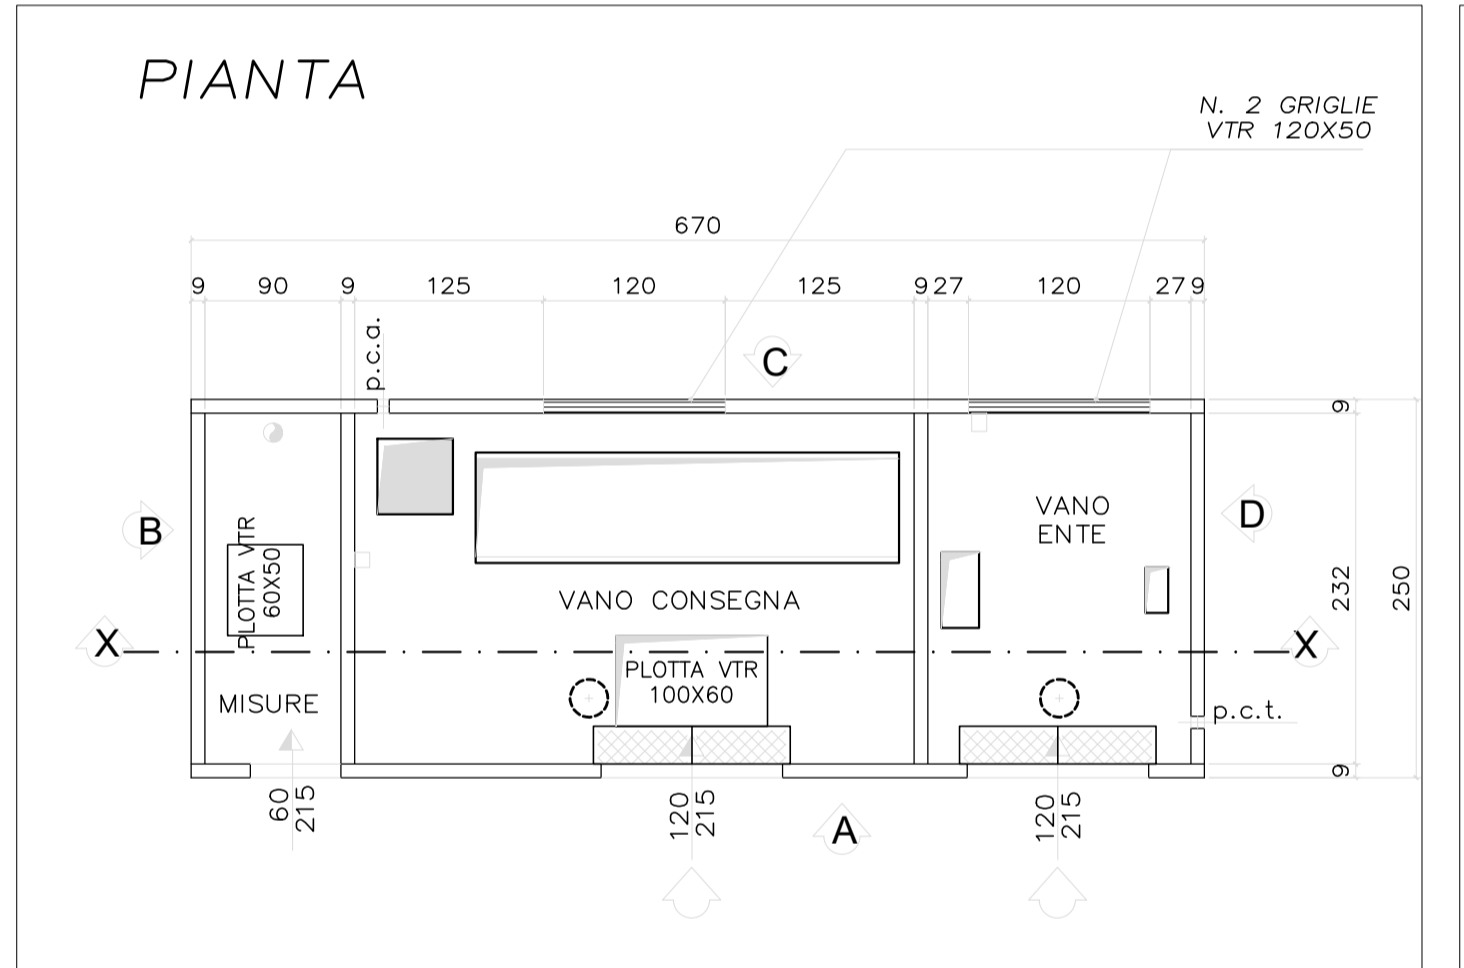 PIANTA
N. 2 GRIGLIE
VTR 120X50
670
9 90 9 125 120 125 9 27 120 27 9
p.c.a.
C
9
B
D
VANO
ENTE
PLOTTA VTR
60X50
232
250
VANO CONSEGNA
X
X
PLOTTA VTR
100X60
MISURE
p.c.t.
9
60
215
120
215
120
215
A